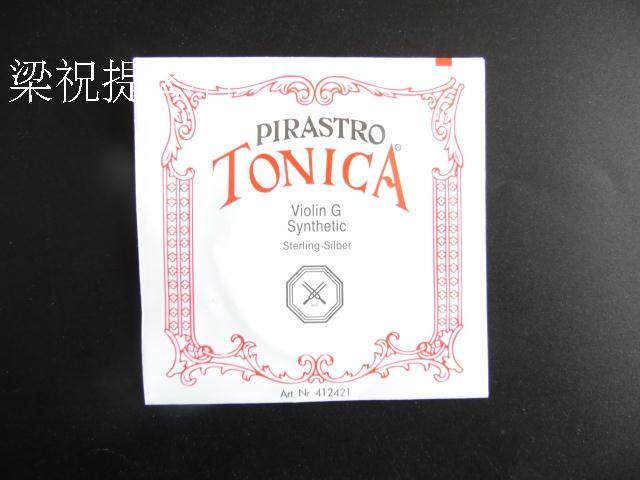 梁祝提
PIRASTRO
TONICA®
Violin G
Synthetic
Sterling-Silber
Art. Nr. 412421